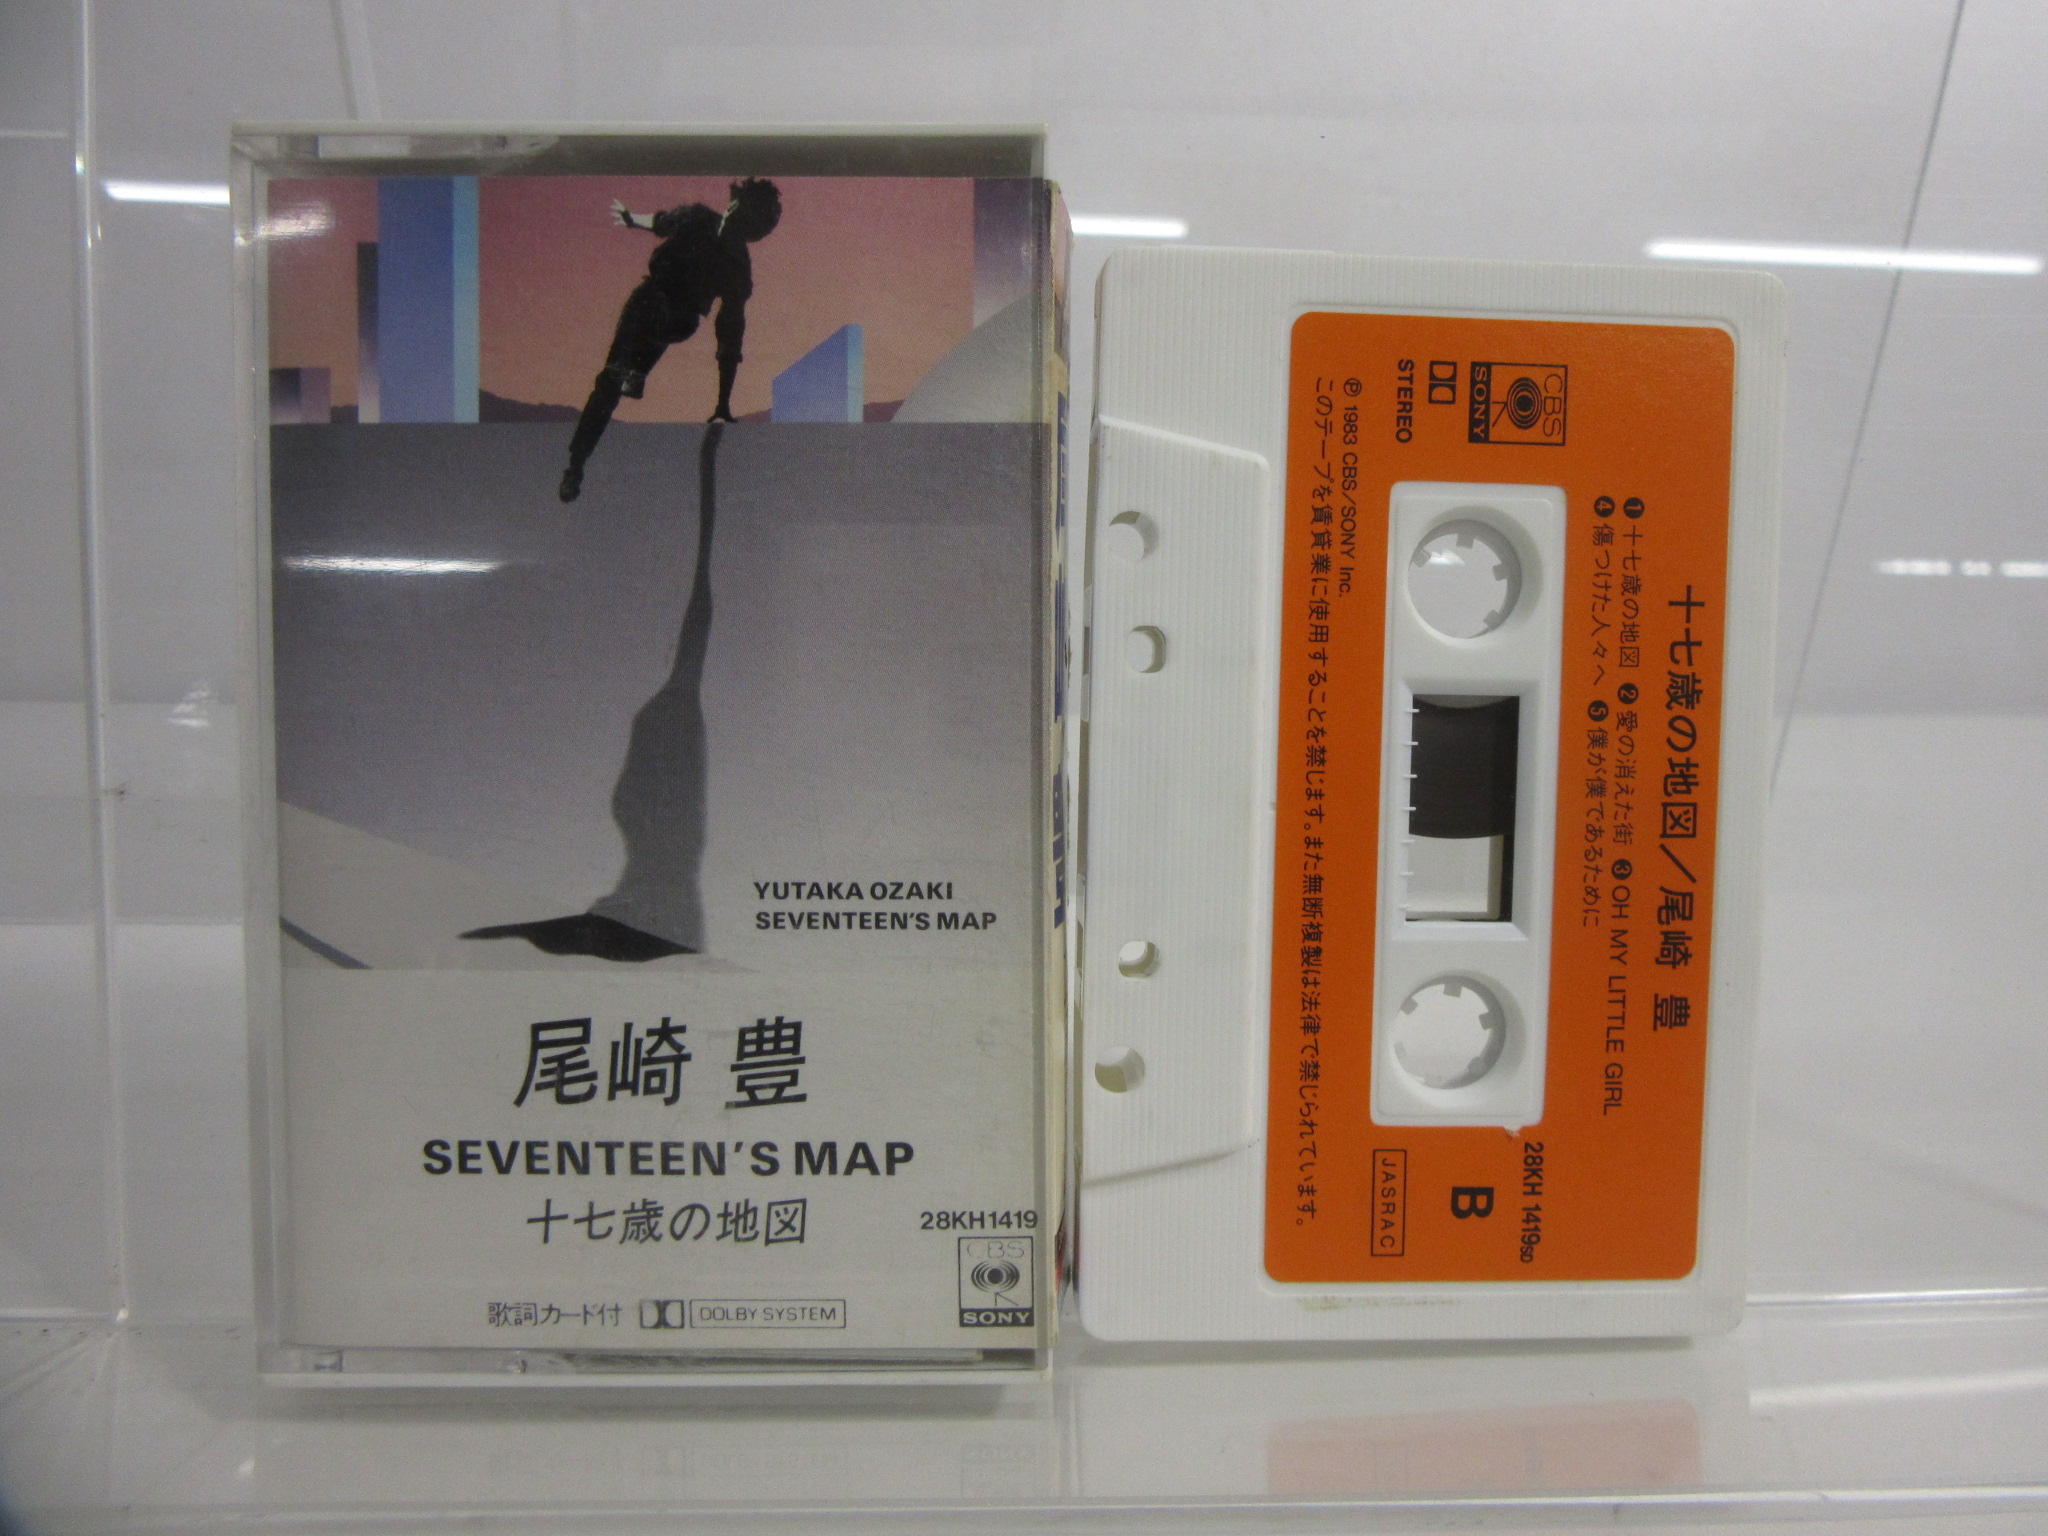 YUTAKA OZAKI
SEVENTEEN'S MAP
尾崎 豊
SEVENTEEN'S MAP
十七歳の地図
28KH1419
CBS
SONY
歌詞カード付 DOLBY SYSTEM
十七歳の地図/尾崎 豊
❶十七歳の地図 ❷愛の消えた街 ❸OH MY LITTLE GIRL
❹傷つけた人々へ ❺僕が僕であるために
CBS
SONY
STEREO
28KH 1419SD
B
JASRAC
Ⓟ 1983 CBS/SONY Inc.
このテープを賃貸業に使用することを禁じます。また無断複製は法律で禁じられています。